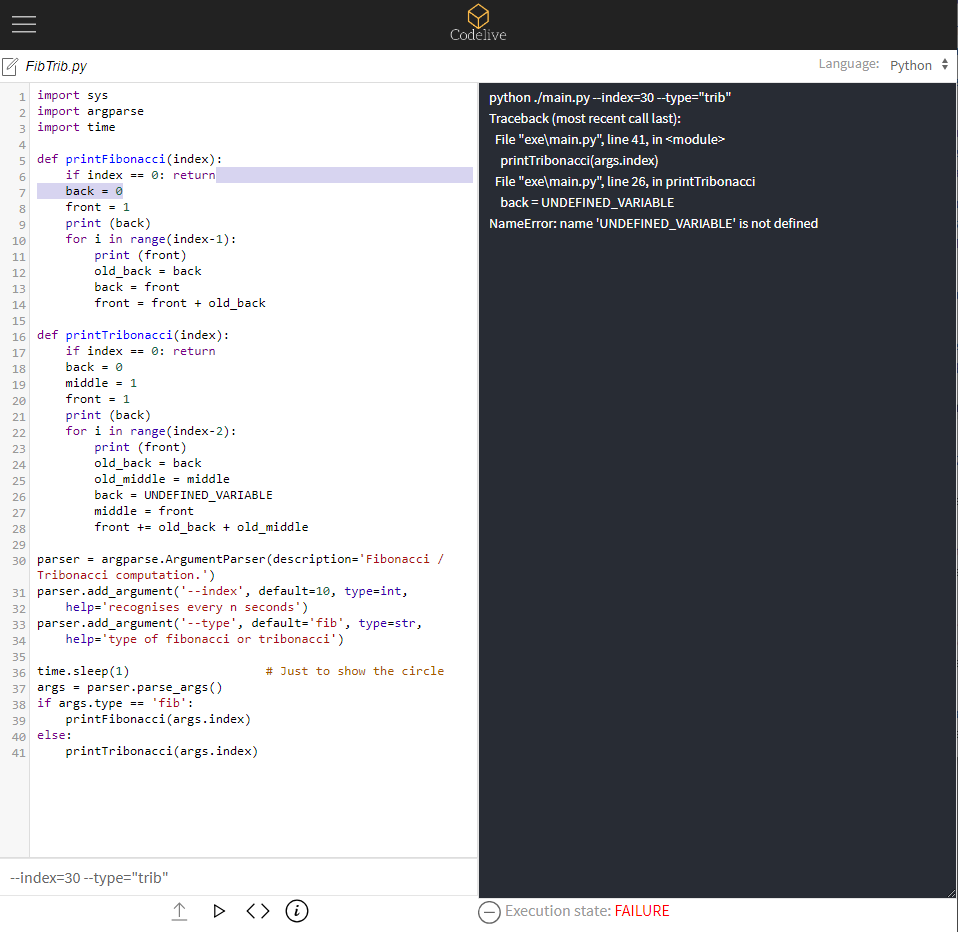 Codelive
FibTrib.py
Language: Python
1 import sys
2 import argparse
3 import time
4
5 def printFibonacci(index):
6     if index == 0: return
7     back = 0
8     front = 1
9     print (back)
10     for i in range(index-1):
11         print (front)
12         old_back = back
13         back = front
14         front = front + old_back
15
16 def printTribonacci(index):
17     if index == 0: return
18     back = 0
19     middle = 1
20     front = 1
21     print (back)
22     for i in range(index-2):
23         print (front)
24         old_back = back
25         old_middle = middle
26         back = UNDEFINED_VARIABLE
27         middle = front
28         front += old_back + old_middle
29
30 parser = argparse.ArgumentParser(description='Fibonacci /
Tribonacci computation.')
31 parser.add_argument('--index', default=10, type=int,
32     help='recognises every n seconds')
33 parser.add_argument('--type', default='fib', type=str,
34     help='type of fibonacci or tribonacci')
35
36 time.sleep(1)                   # Just to show the circle
37 args = parser.parse_args()
38 if args.type == 'fib':
39     printFibonacci(args.index)
40 else:
41     printTribonacci(args.index)
--index=30 --type="trib"
python ./main.py --index=30 --type="trib"
Traceback (most recent call last):
  File "exe\main.py", line 41, in <module>
    printTribonacci(args.index)
  File "exe\main.py", line 26, in printTribonacci
    back = UNDEFINED_VARIABLE
NameError: name 'UNDEFINED_VARIABLE' is not defined
Execution state: FAILURE